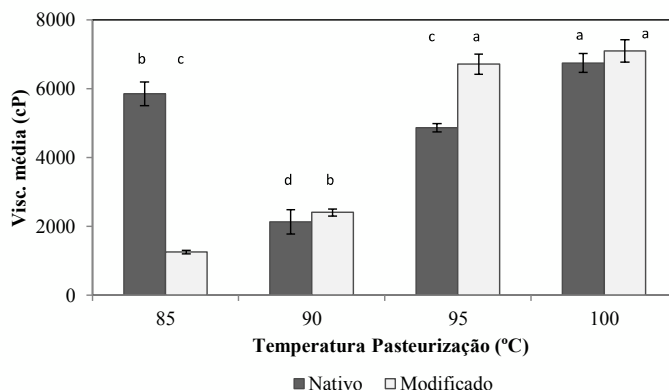 8000
6000
4000
2000
0
Visc. média (cP)
b c
d b
c a
a a
85 90 95 100
Temperatura Pasteurização (ºC)
Nativo Modificado